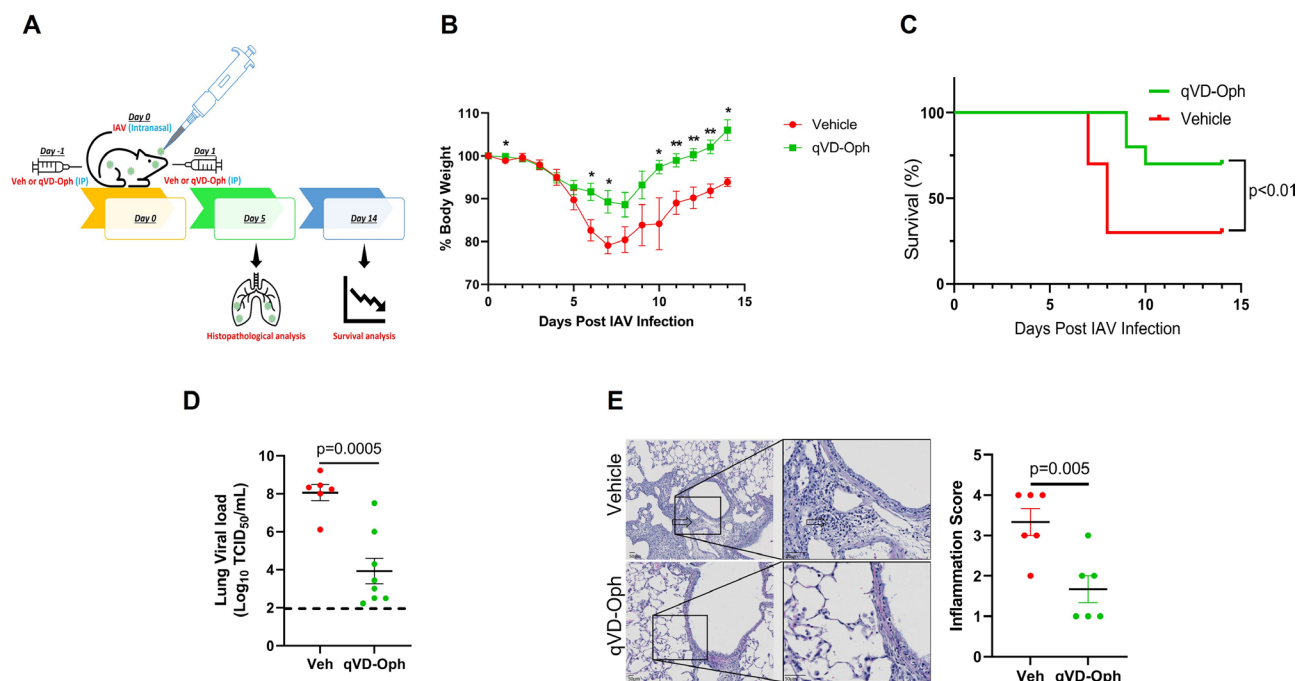 A
Day 0
IAV (Intranasal)
Day -1
Day 1
Veh or qVD-Oph (IP)
Veh or qVD-Oph (IP)
Day 0
Day 5
Day 14
Histopathological analysis
Survival analysis
B
% Body Weight
110
100
90
80
70
0
5
10
15
Days Post IAV Infection
Vehicle
qVD-Oph
*
*
*
*
**
**
**
*
C
Survival (%)
100
50
0
0
5
10
15
Days Post IAV Infection
qVD-Oph
Vehicle
p<0.01
D
p=0.0005
Lung Viral load
(Log10 TCID50/mL)
10
8
6
4
2
0
Veh
qVD-Oph
E
Vehicle
qVD-Oph
p=0.005
Inflammation Score
5
4
3
2
1
0
Veh
qVD-Oph